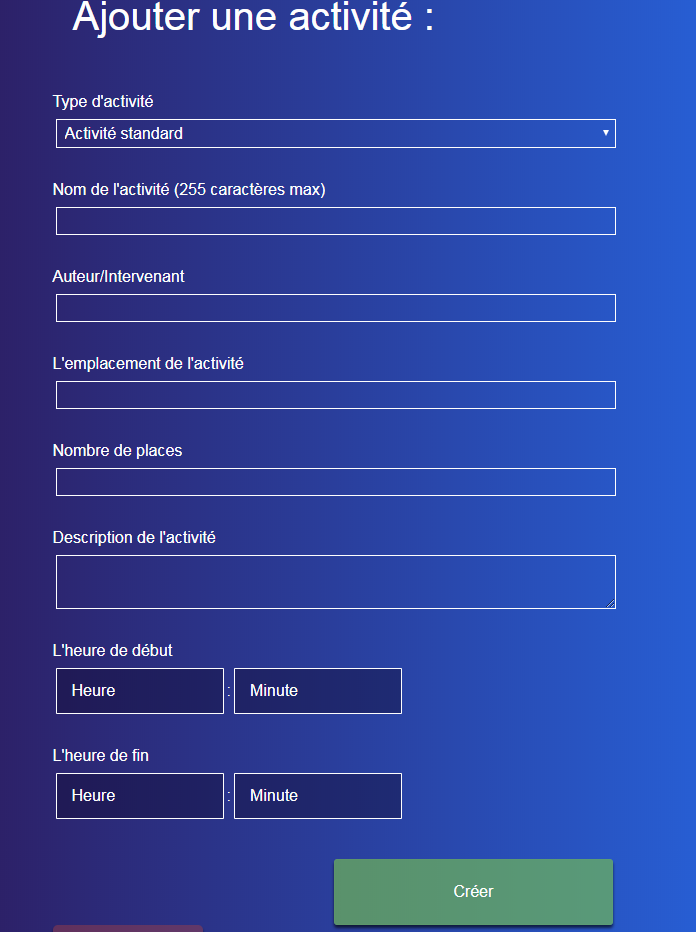 Ajouter une activité :
Type d'activité
Activité standard
Nom de l'activité (255 caractères max)
Auteur/Intervenant
L'emplacement de l'activité
Nombre de places
Description de l'activité
L'heure de début
Heure : Minute
L'heure de fin
Heure : Minute
Créer